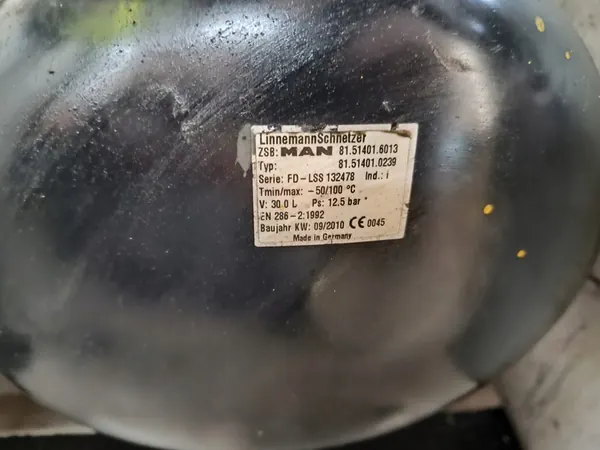 LinnemannSchnetzer
ZSB: MAN 81.51401.6013
Typ: 81.51401.0239
Serie: FD-LSS 132478 Ind.: i
Tmin/max: -50/100 °C
V: 30.0 L Ps: 12.5 bar
EN 286-2:1992
Baujahr KW: 09/2010 CE 0045
Made in Germany